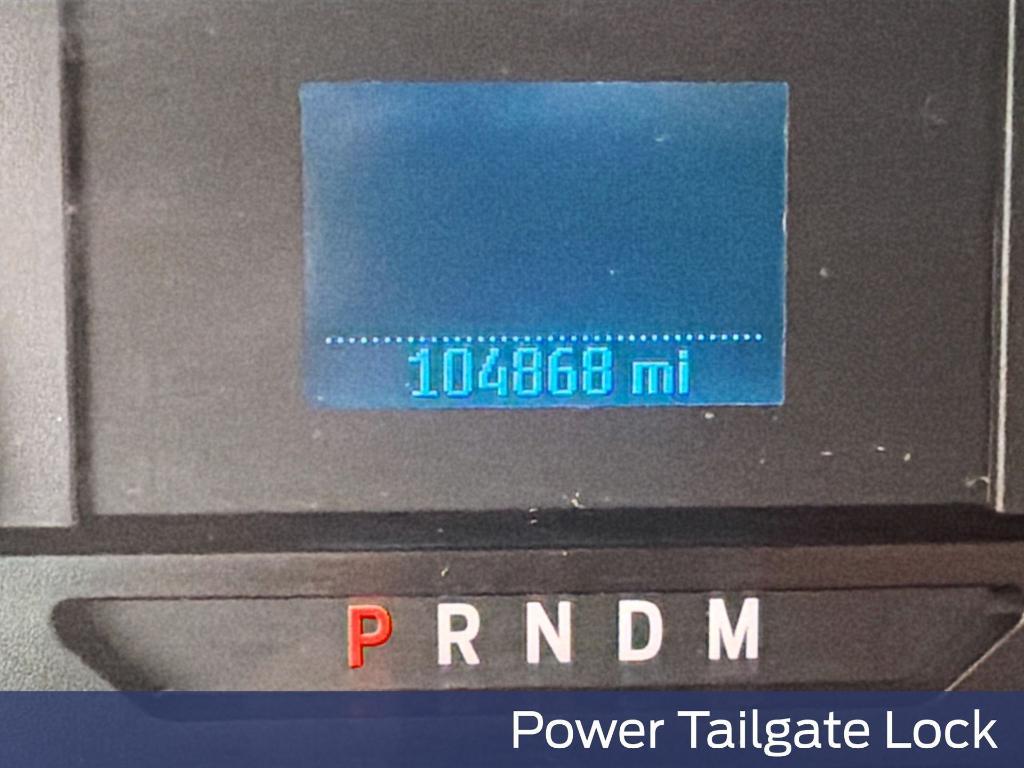 104868 mi
P R N D M
Power Tailgate Lock